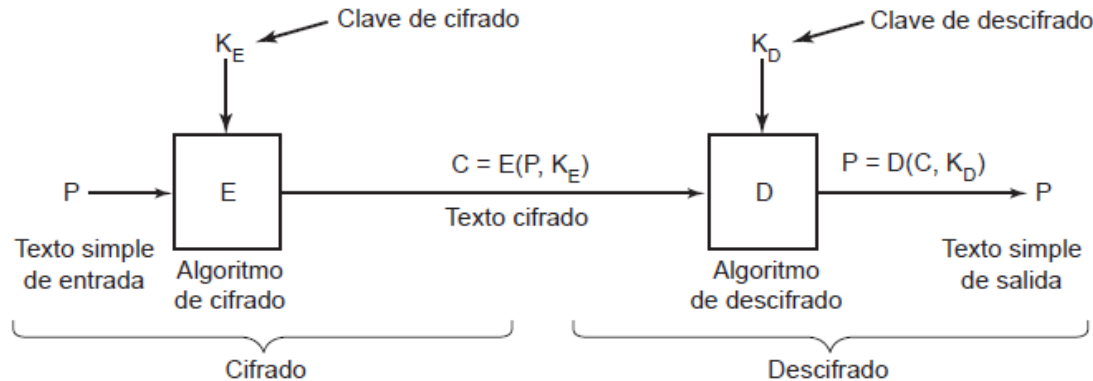 Clave de cifrado
K_E
Clave de descifrado
K_D
P
E
C = E(P, K_E)
Texto cifrado
D
P = D(C, K_D)
P
Texto simple
de entrada
Algoritmo
de cifrado
Algoritmo
de descifrado
Texto simple
de salida
Cifrado
Descifrado